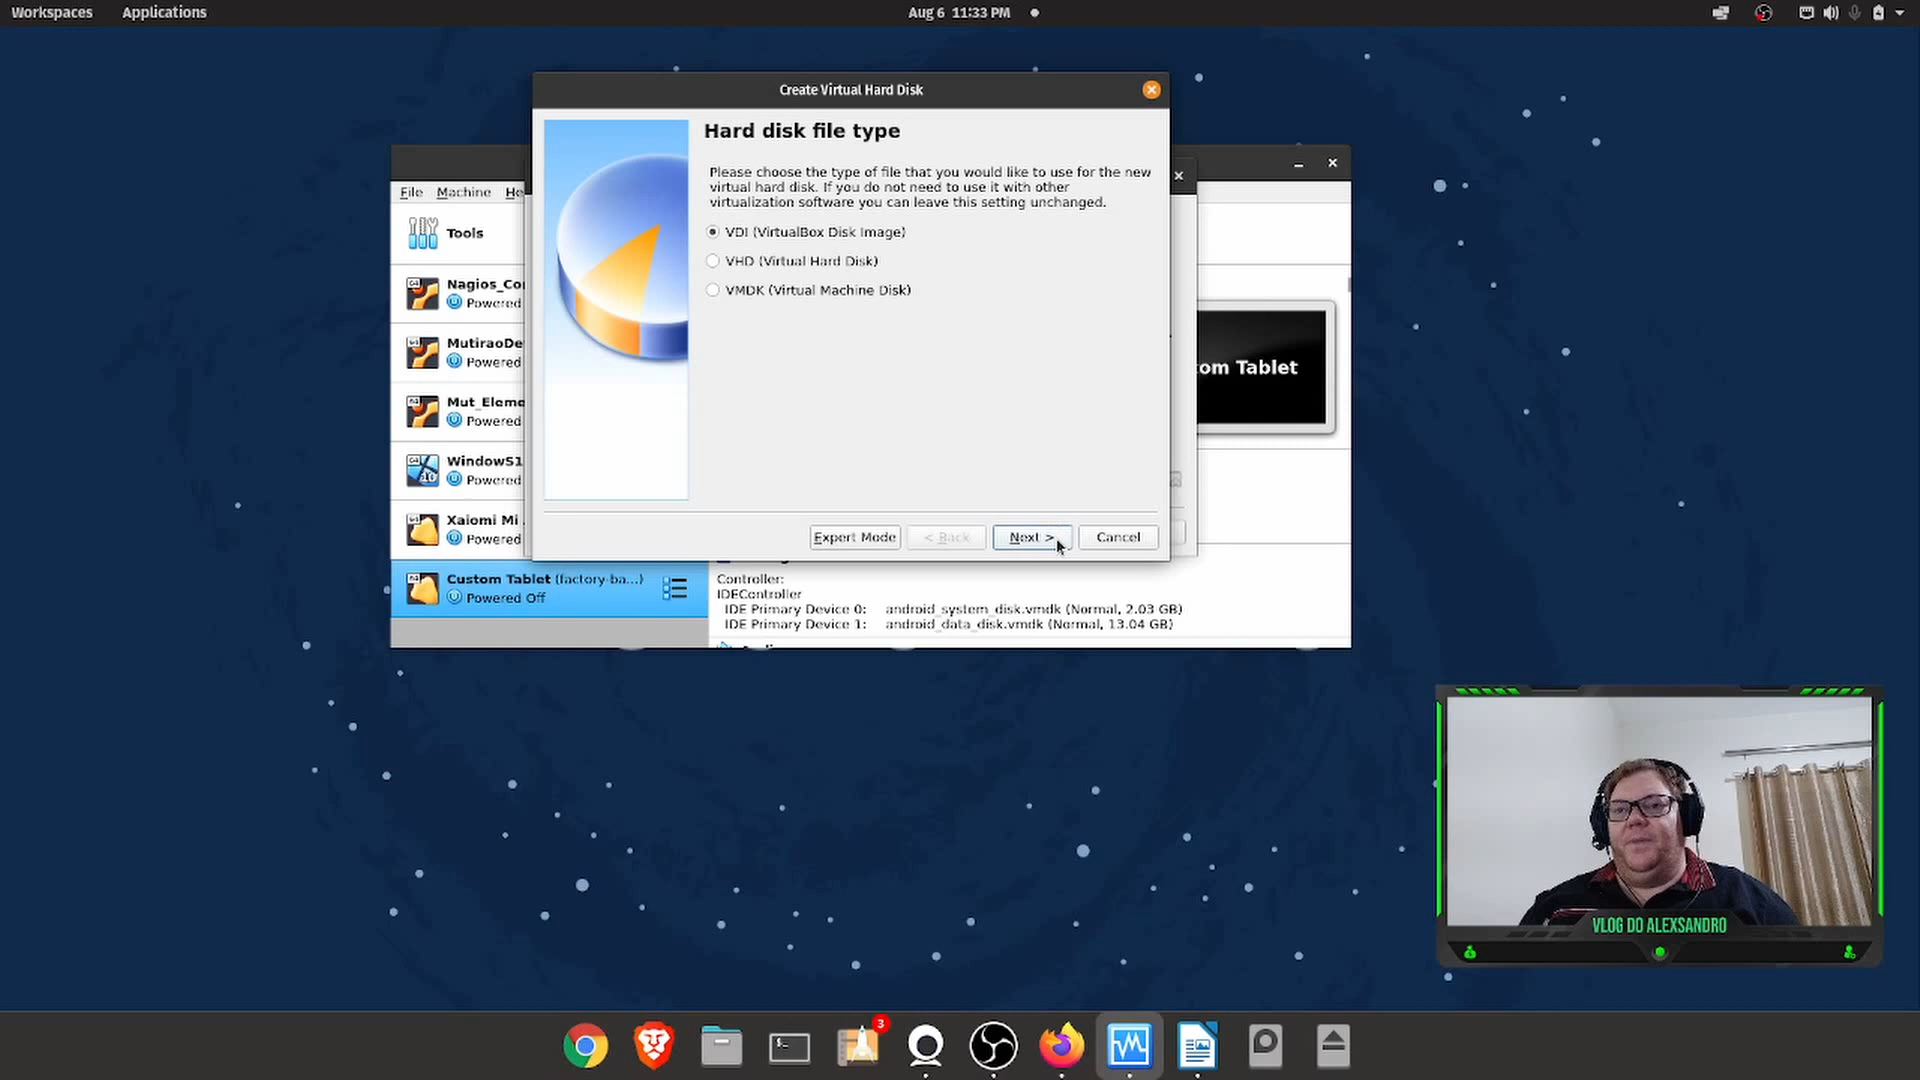 Workspaces
Applications
Aug 6 11:33 PM
Create Virtual Hard Disk
Hard disk file type
Please choose the type of file that you would like to use for the new
virtual hard disk. If you do not need to use it with other
virtualization software you can leave this setting unchanged.
VDI (VirtualBox Disk Image)
VHD (Virtual Hard Disk)
VMDK (Virtual Machine Disk)
Expert Mode
< Back
Next >
Cancel
File
Machine
He
Tools
Nagios_Co
Powered
MutiraoDe
Powered
Mut_Eleme
Powered
WindowS1
Powered
Xaiomi Mi
Powered
Custom Tablet (factory-ba...)
Powered Off
om Tablet
Controller:
IDEController
IDE Primary Device 0: android_system_disk.vmdk (Normal, 2.03 GB)
IDE Primary Device 1: android_data_disk.vmdk (Normal, 13.04 GB)
VLOG DO ALEXSANDRO
3